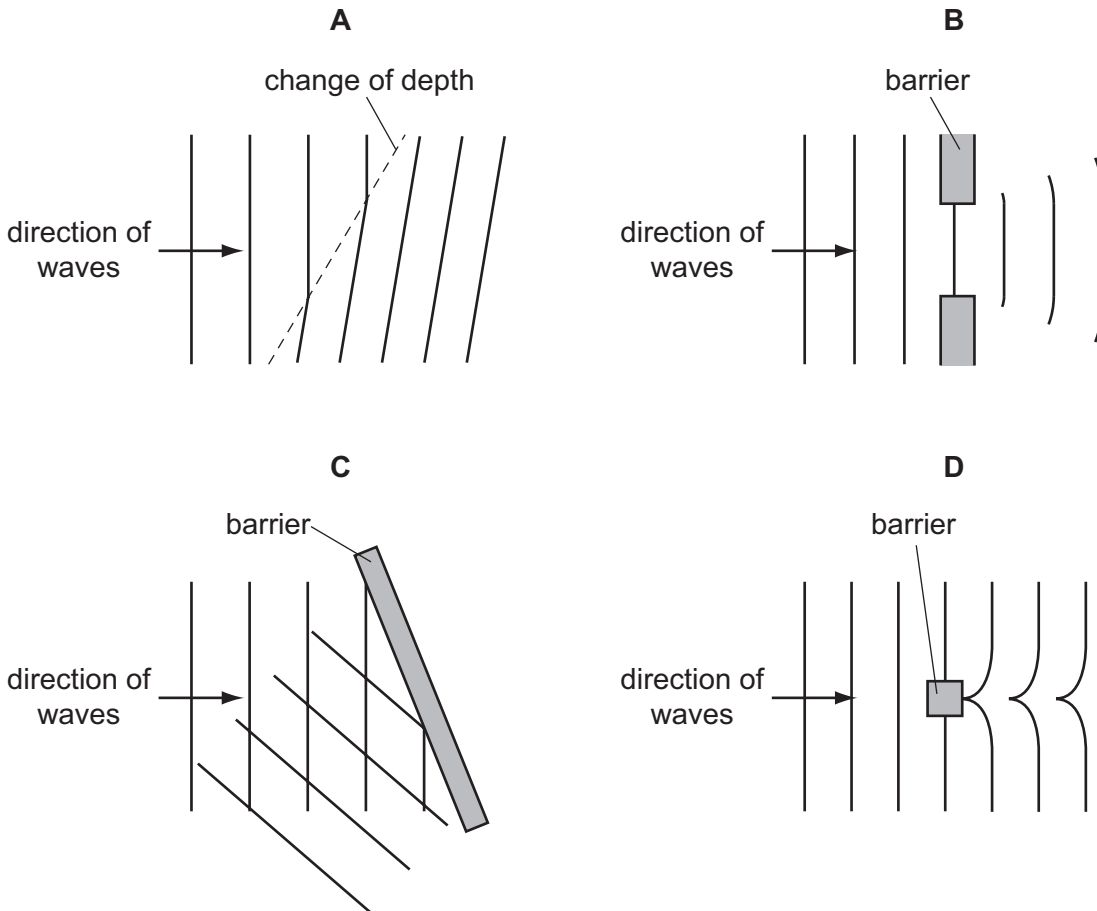 A
change of depth
direction of
waves
B
barrier
direction of
waves
C
barrier
direction of
waves
D
barrier
direction of
waves